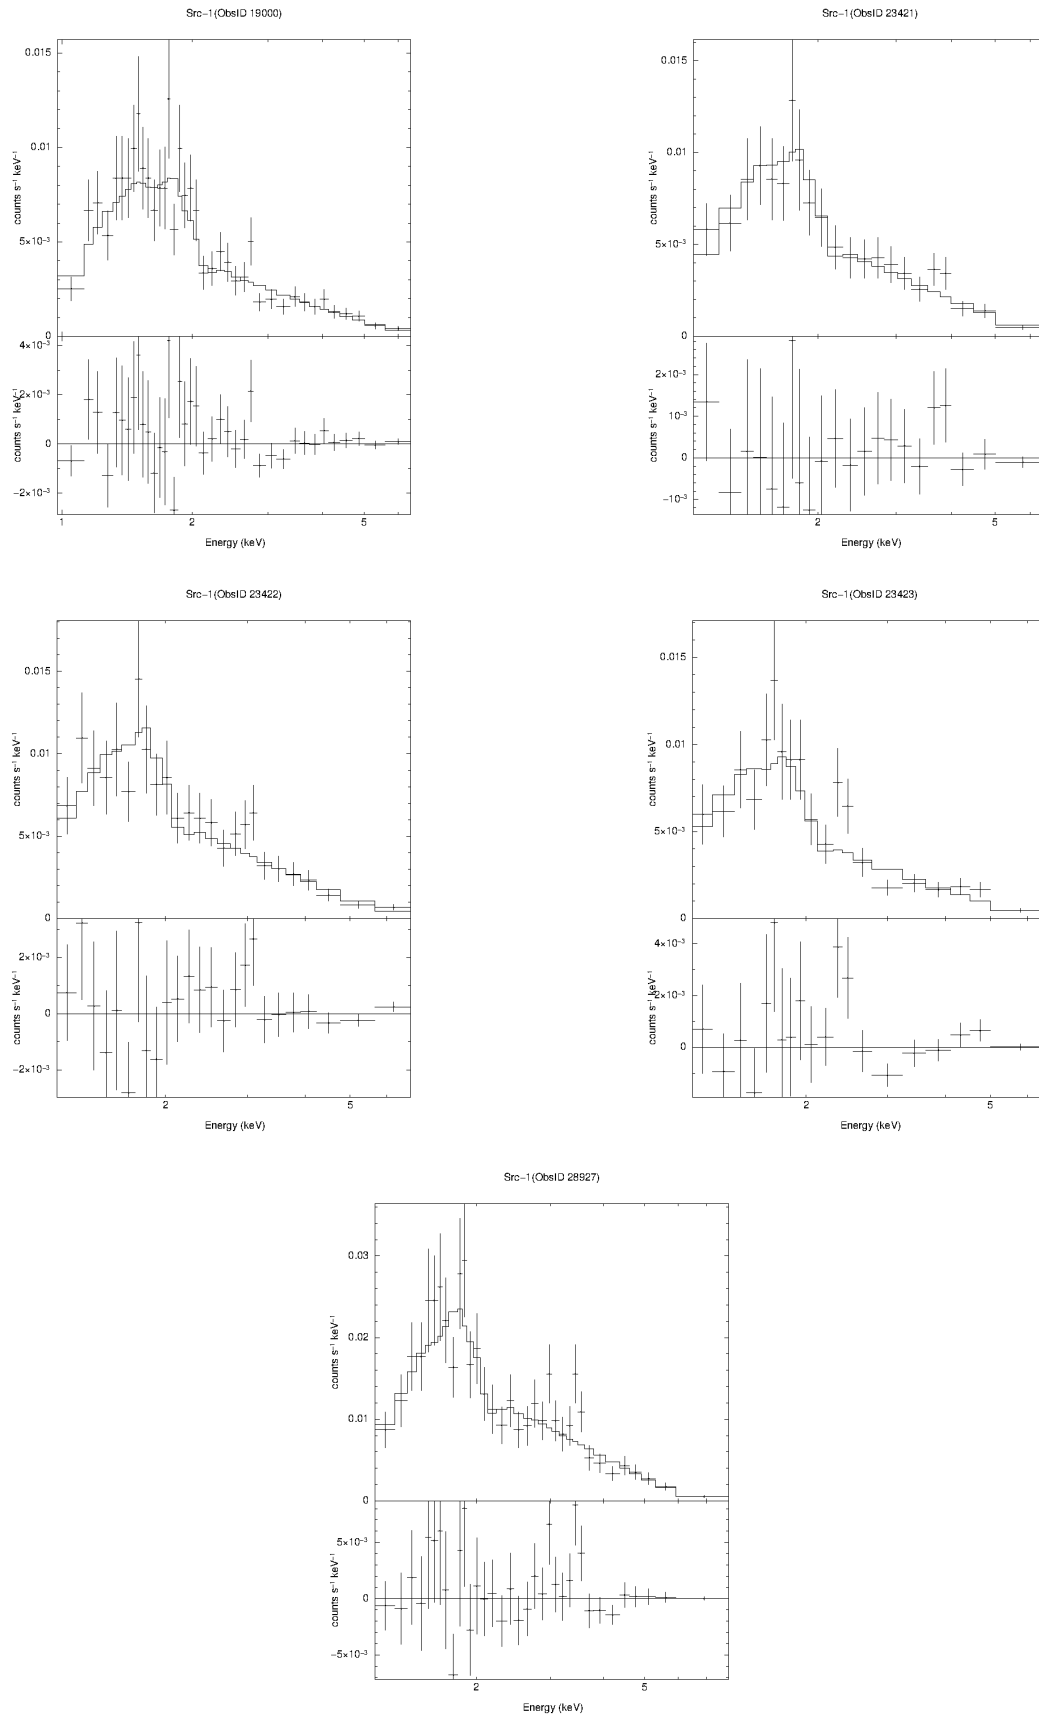 Src-1(ObsID 19000)
0.015
0.01
5×10⁻³
0
counts s⁻¹ keV⁻¹
4×10⁻³
2×10⁻³
0
−2×10⁻³
counts s⁻¹ keV⁻¹
1 2 5
Energy (keV)
Src-1(ObsID 23421)
0.015
0.01
5×10⁻³
0
counts s⁻¹ keV⁻¹
2×10⁻³
10⁻³
0
−10⁻³
counts s⁻¹ keV⁻¹
2 5
Energy (keV)
Src-1(ObsID 23422)
0.015
0.01
5×10⁻³
0
counts s⁻¹ keV⁻¹
2×10⁻³
0
−2×10⁻³
counts s⁻¹ keV⁻¹
2 5
Energy (keV)
Src-1(ObsID 23423)
0.015
0.01
5×10⁻³
0
counts s⁻¹ keV⁻¹
4×10⁻³
2×10⁻³
0
counts s⁻¹ keV⁻¹
2 5
Energy (keV)
Src-1(ObsID 28927)
0.03
0.02
0.01
0
counts s⁻¹ keV⁻¹
5×10⁻³
0
−5×10⁻³
counts s⁻¹ keV⁻¹
2 5
Energy (keV)